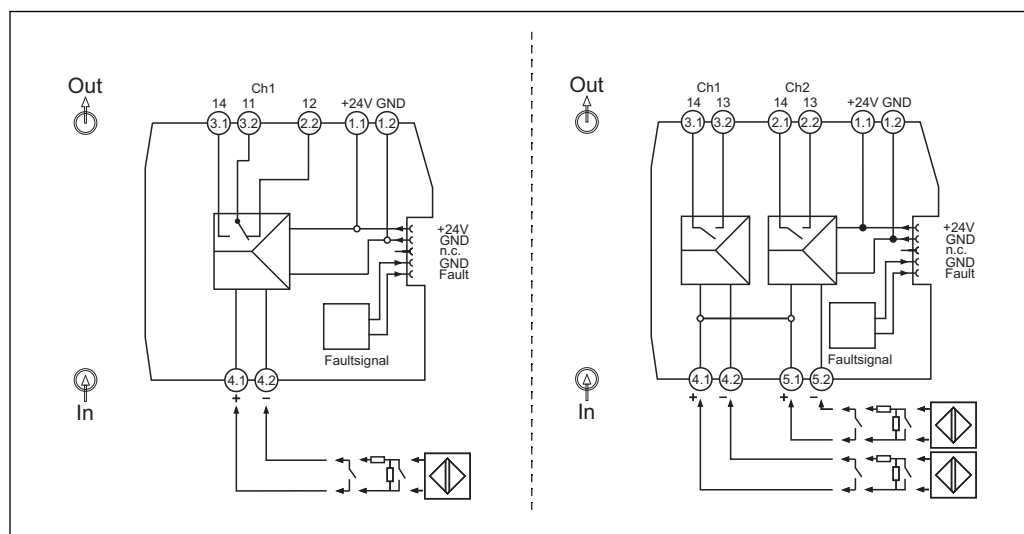 Out
Ch1
14 11 12 +24V GND
3.1 3.2 2.2 1.1 1.2
+24V
GND
n.c.
GND
Fault
Faultsignal
4.1 4.2
+ −
In
Out
Ch1 Ch2
14 13 14 13 +24V GND
3.1 3.2 2.1 2.2 1.1 1.2
+24V
GND
n.c.
GND
Fault
Faultsignal
4.1 4.2 5.1 5.2
+ − + −
In